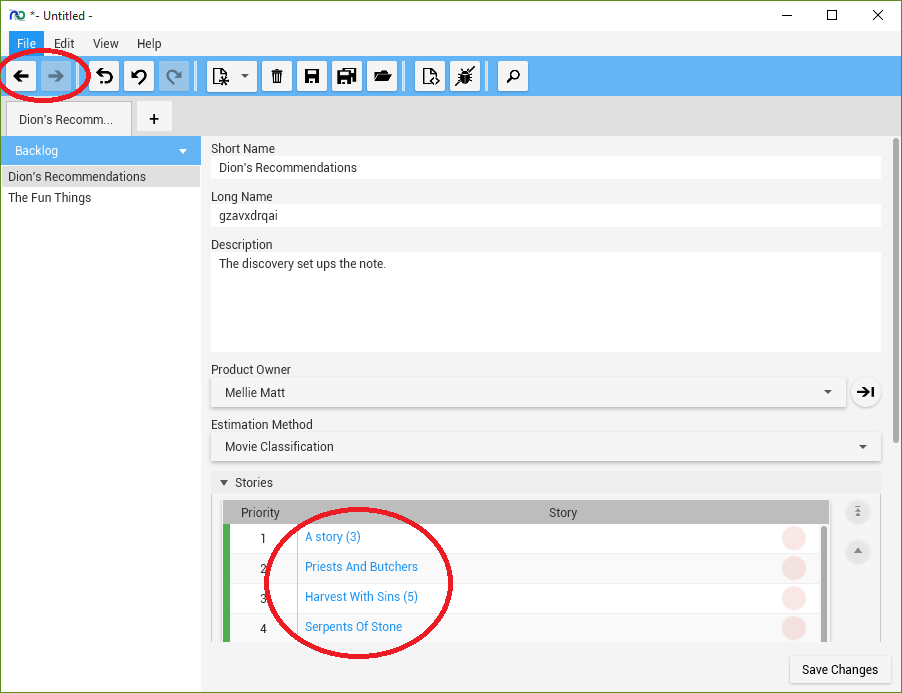 *- Untitled -
File Edit View Help
Dion's Recomm... +
Backlog
Dion's Recommendations
The Fun Things
Short Name
Dion's Recommendations
Long Name
gzavxdrqai
Description
The discovery set ups the note.
Product Owner
Mellie Matt
Estimation Method
Movie Classification
Stories
Priority Story
1 A story (3)
2 Priests And Butchers
3 Harvest With Sins (5)
4 Serpents Of Stone
Save Changes